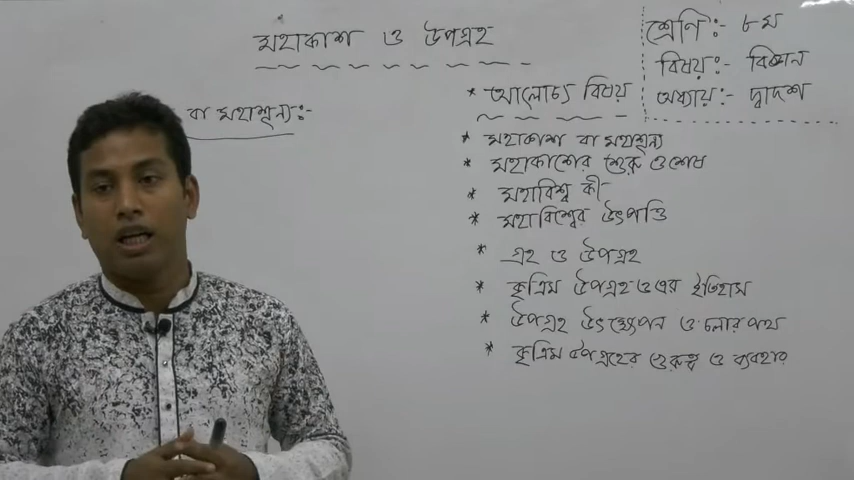 মহাকাশ ও উপগ্রহ
শ্রেণি:- ৮ম
বিষয়:- বিজ্ঞান
অধ্যায়:- দ্বাদশ
বা মহাশূন্য:-
* আলোচ্য বিষয়
* মহাকাশ বা মহাশূন্য
* মহাকাশের শুরু ও শেষ
* মহাবিশ্ব কী-
* মহাবিশ্বের উৎপত্তি
* গ্রহ ও উপগ্রহ
* কৃত্রিম উপগ্রহ ও এর ইতিহাস
* উপগ্রহ উৎক্ষেপন ও চলার পথ
* কৃত্রিম উপগ্রহের গুরুত্ব ও ব্যবহার